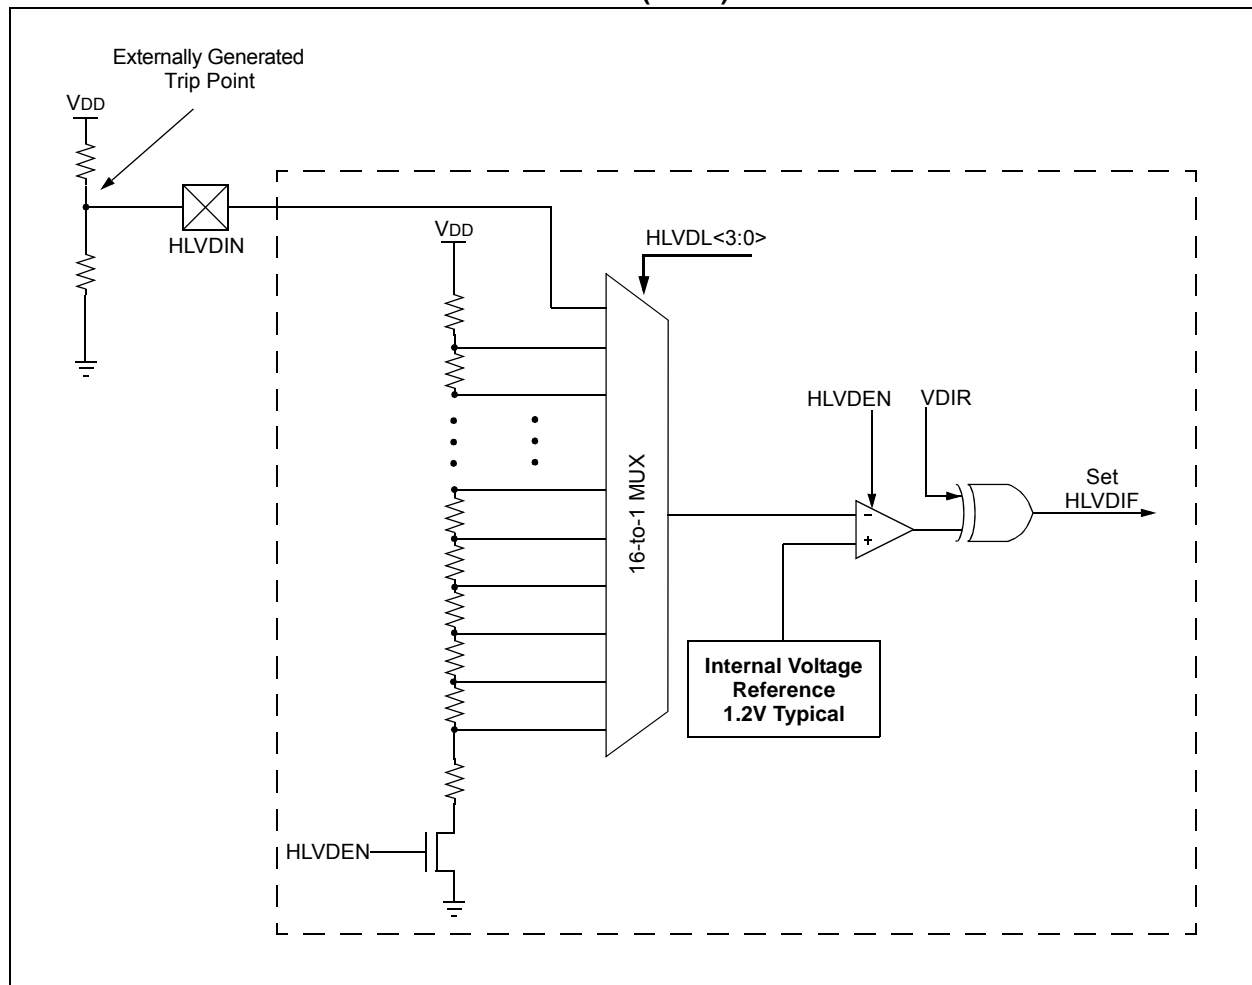 Externally Generated
Trip Point
VDD
HLVDIN
VDD
HLVDL<3:0>
16-to-1 MUX
HLVDEN
VDIR
-
+
Set
HLVDIF
Internal Voltage
Reference
1.2V Typical
HLVDEN